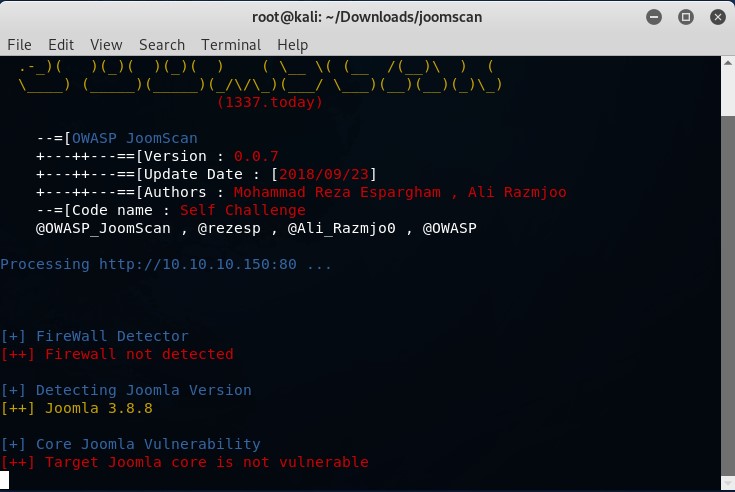 root@kali: ~/Downloads/joomscan
File Edit View Search Terminal Help
.-_)(   )(_)(  )(_)(  )    ( \__ \( (__  /(__)\  )  (
\____) (_____)(_____)(_/\/\_)(___/ \___)(__)(__)(_)\_)
(1337.today)
--=[OWASP JoomScan
+---++---==[Version : 0.0.7
+---++---==[Update Date : [2018/09/23]
+---++---==[Authors : Mohammad Reza Espargham , Ali Razmjoo
--=[Code name : Self Challenge
@OWASP_JoomScan , @rezesp , @Ali_Razmjo0 , @OWASP
Processing http://10.10.10.150:80 ...
[+] FireWall Detector
[++] Firewall not detected
[+] Detecting Joomla Version
[++] Joomla 3.8.8
[+] Core Joomla Vulnerability
[++] Target Joomla core is not vulnerable